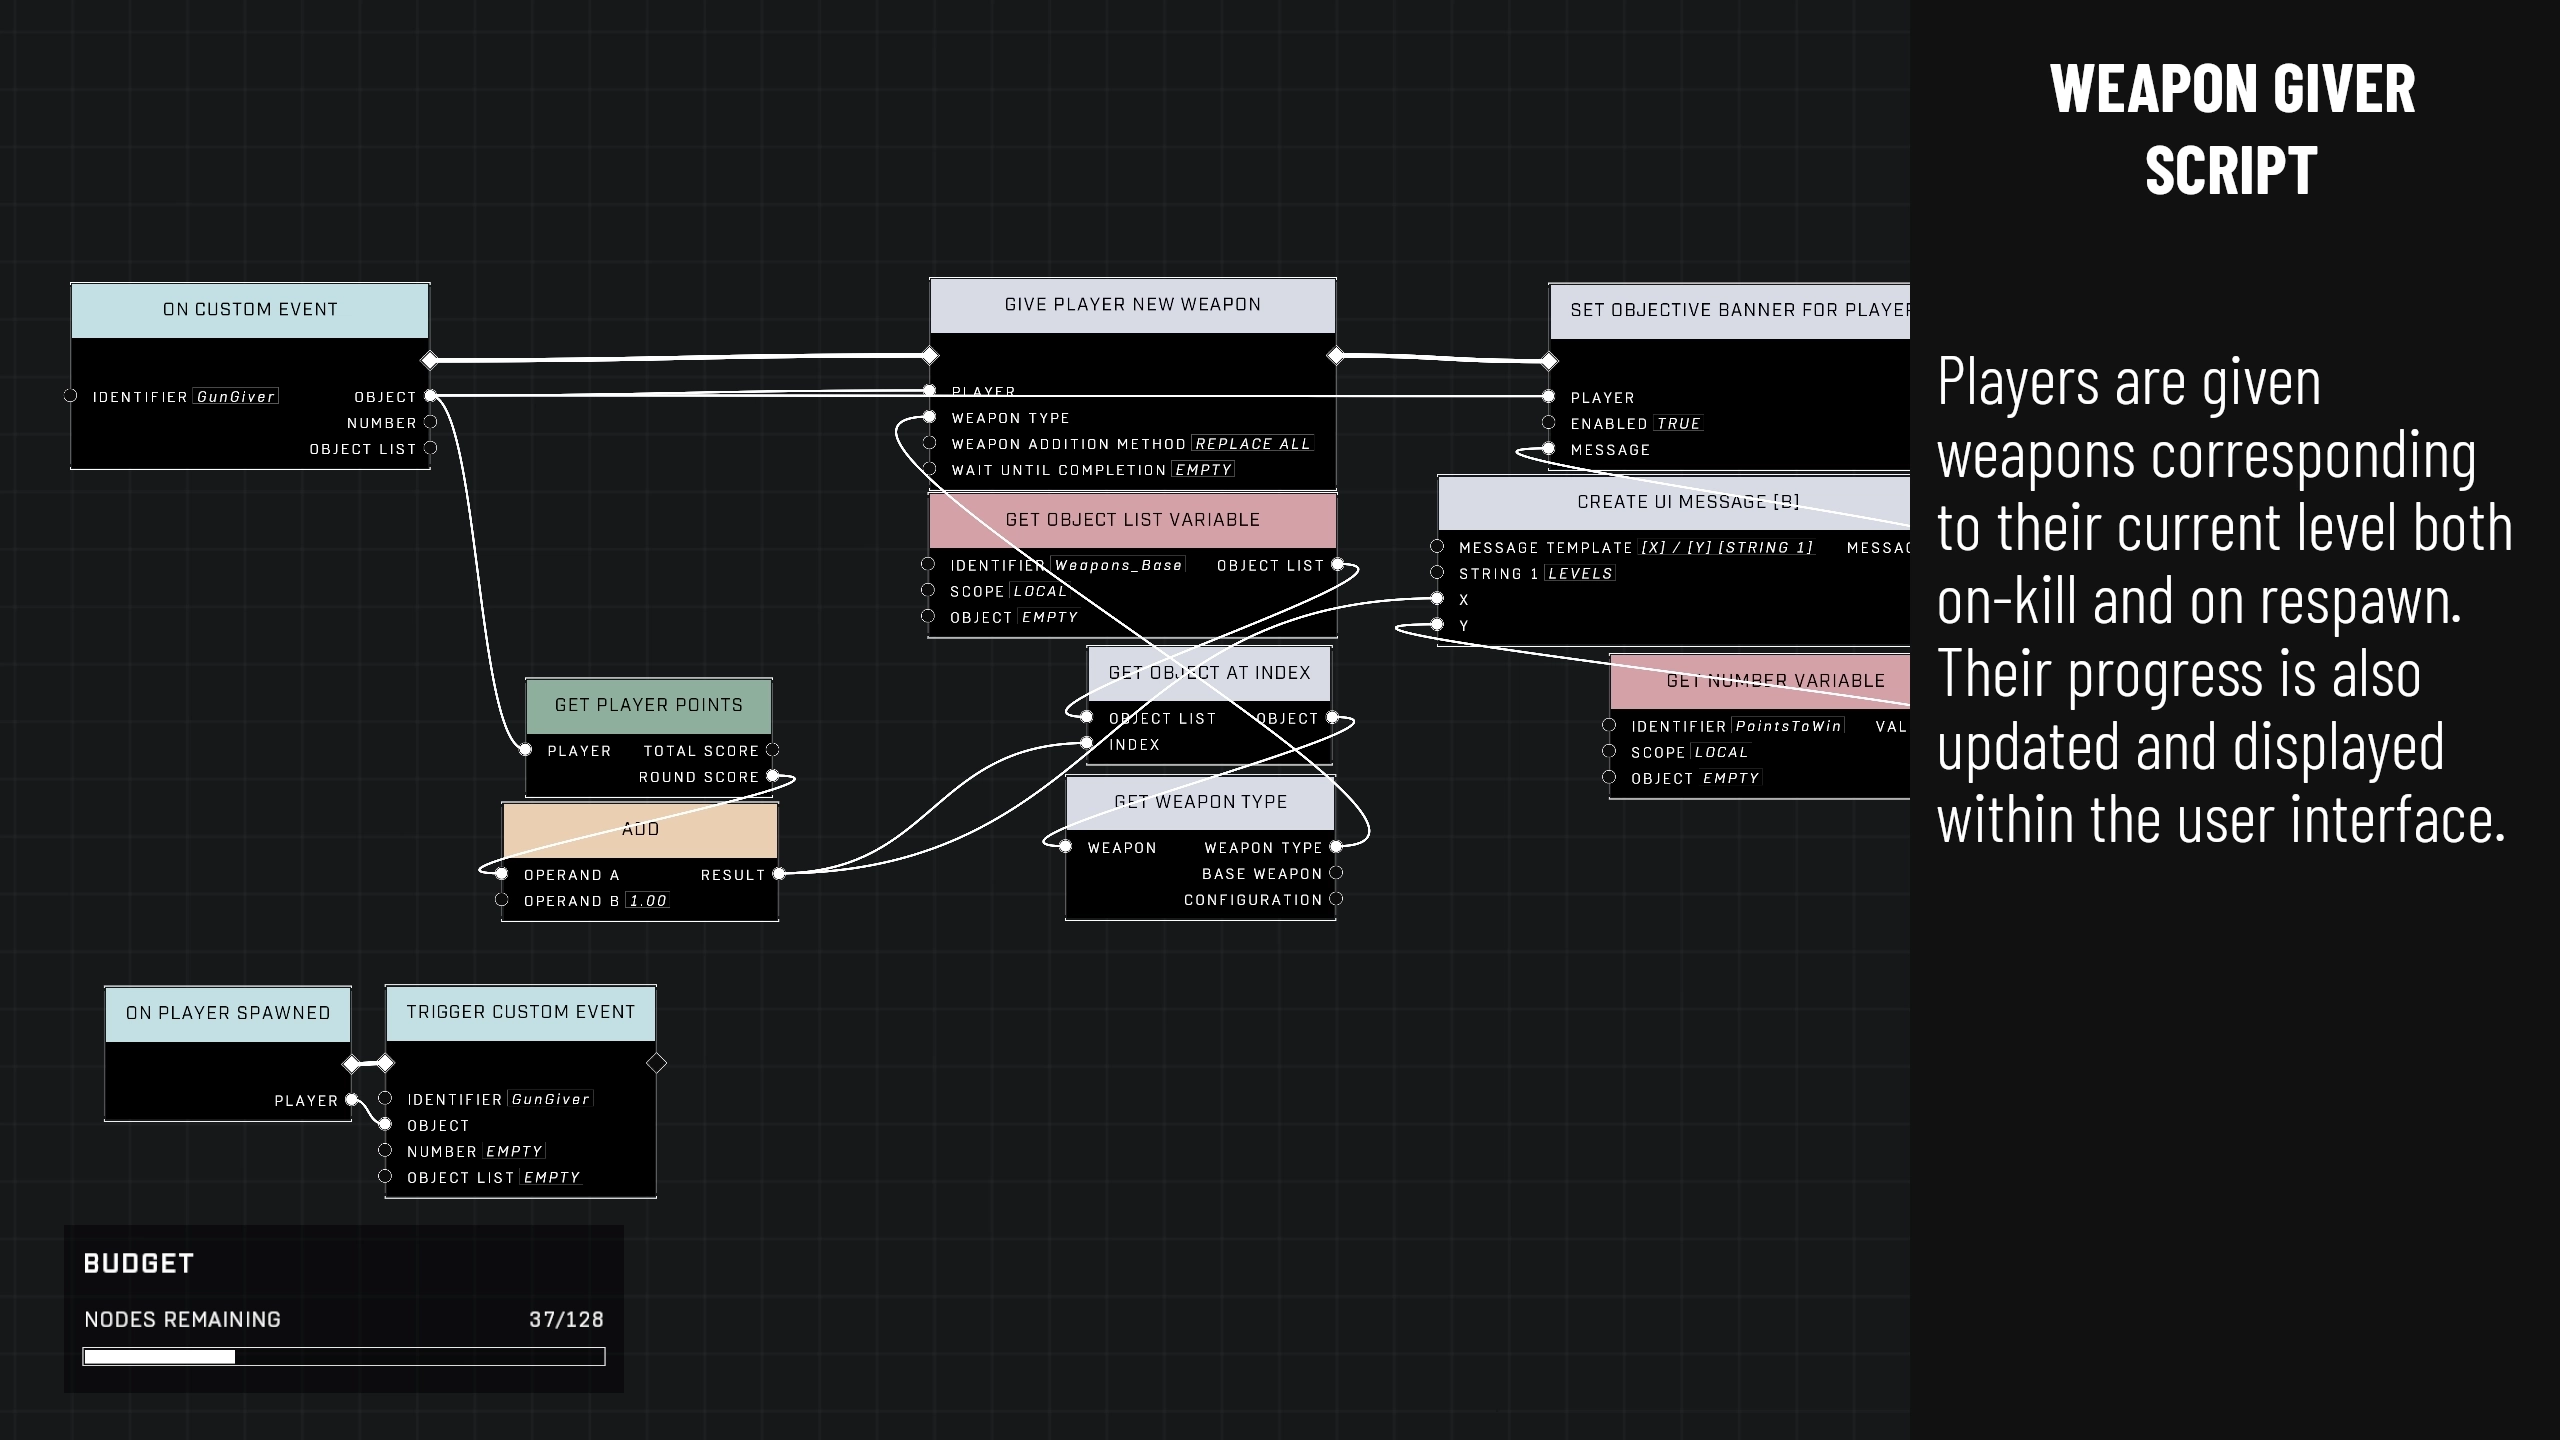 WEAPON GIVER
SCRIPT
Players are given
weapons corresponding
to their current level both
on-kill and on respawn.
Their progress is also
updated and displayed
within the user interface.
ON CUSTOM EVENT
IDENTIFIER GunGiver OBJECT
NUMBER
OBJECT LIST
GIVE PLAYER NEW WEAPON
PLAYER
WEAPON TYPE
WEAPON ADDITION METHOD REPLACE ALL
WAIT UNTIL COMPLETION EMPTY
SET OBJECTIVE BANNER FOR PLAYER
PLAYER
ENABLED TRUE
MESSAGE
GET OBJECT LIST VARIABLE
IDENTIFIER Weapons_Base OBJECT LIST
SCOPE LOCAL
OBJECT EMPTY
CREATE UI MESSAGE [B]
MESSAGE TEMPLATE [X] / [Y] [STRING 1] MESSAG
STRING 1 LEVELS
X
Y
GET OBJECT AT INDEX
OBJECT LIST OBJECT
INDEX
GET NUMBER VARIABLE
IDENTIFIER PointsToWin VAL
SCOPE LOCAL
OBJECT EMPTY
GET PLAYER POINTS
PLAYER TOTAL SCORE
ROUND SCORE
ADD
OPERAND A RESULT
OPERAND B 1.00
GET WEAPON TYPE
WEAPON WEAPON TYPE
BASE WEAPON
CONFIGURATION
ON PLAYER SPAWNED
PLAYER
TRIGGER CUSTOM EVENT
IDENTIFIER GunGiver
OBJECT
NUMBER EMPTY
OBJECT LIST EMPTY
BUDGET
NODES REMAINING 37/128